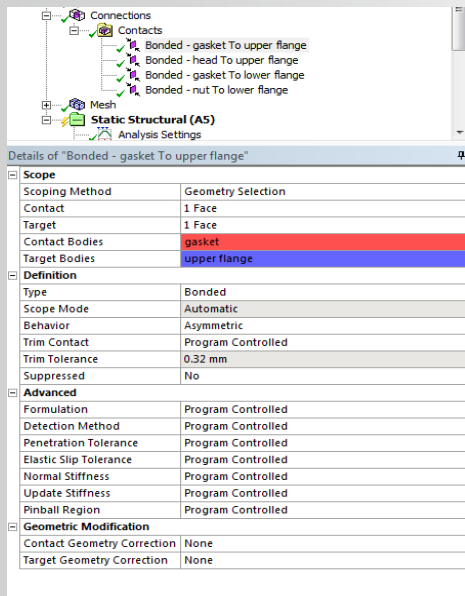 Connections
Contacts
Bonded - gasket To upper flange
Bonded - head To upper flange
Bonded - gasket To lower flange
Bonded - nut To lower flange
Mesh
Static Structural (A5)
Analysis Settings
Details of "Bonded - gasket To upper flange"
Scope
Scoping Method Geometry Selection
Contact 1 Face
Target 1 Face
Contact Bodies gasket
Target Bodies upper flange
Definition
Type Bonded
Scope Mode Automatic
Behavior Asymmetric
Trim Contact Program Controlled
Trim Tolerance 0.32 mm
Suppressed No
Advanced
Formulation Program Controlled
Detection Method Program Controlled
Penetration Tolerance Program Controlled
Elastic Slip Tolerance Program Controlled
Normal Stiffness Program Controlled
Update Stiffness Program Controlled
Pinball Region Program Controlled
Geometric Modification
Contact Geometry Correction None
Target Geometry Correction None